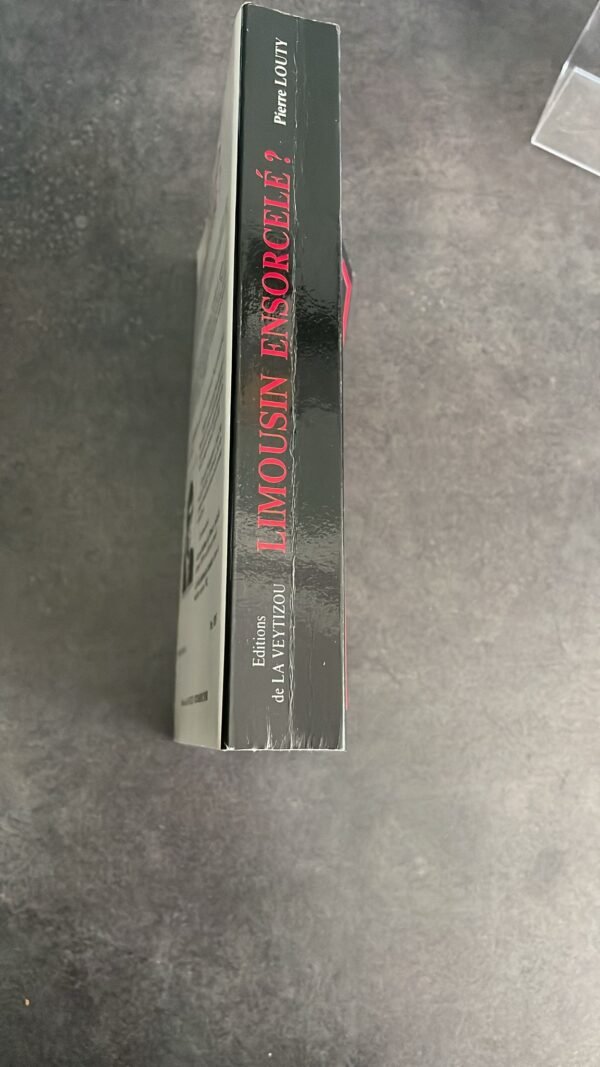 Editions
de LA VEYTIZOU
LIMOUSIN ENSORCELÉ ?
Pierre LOUTY